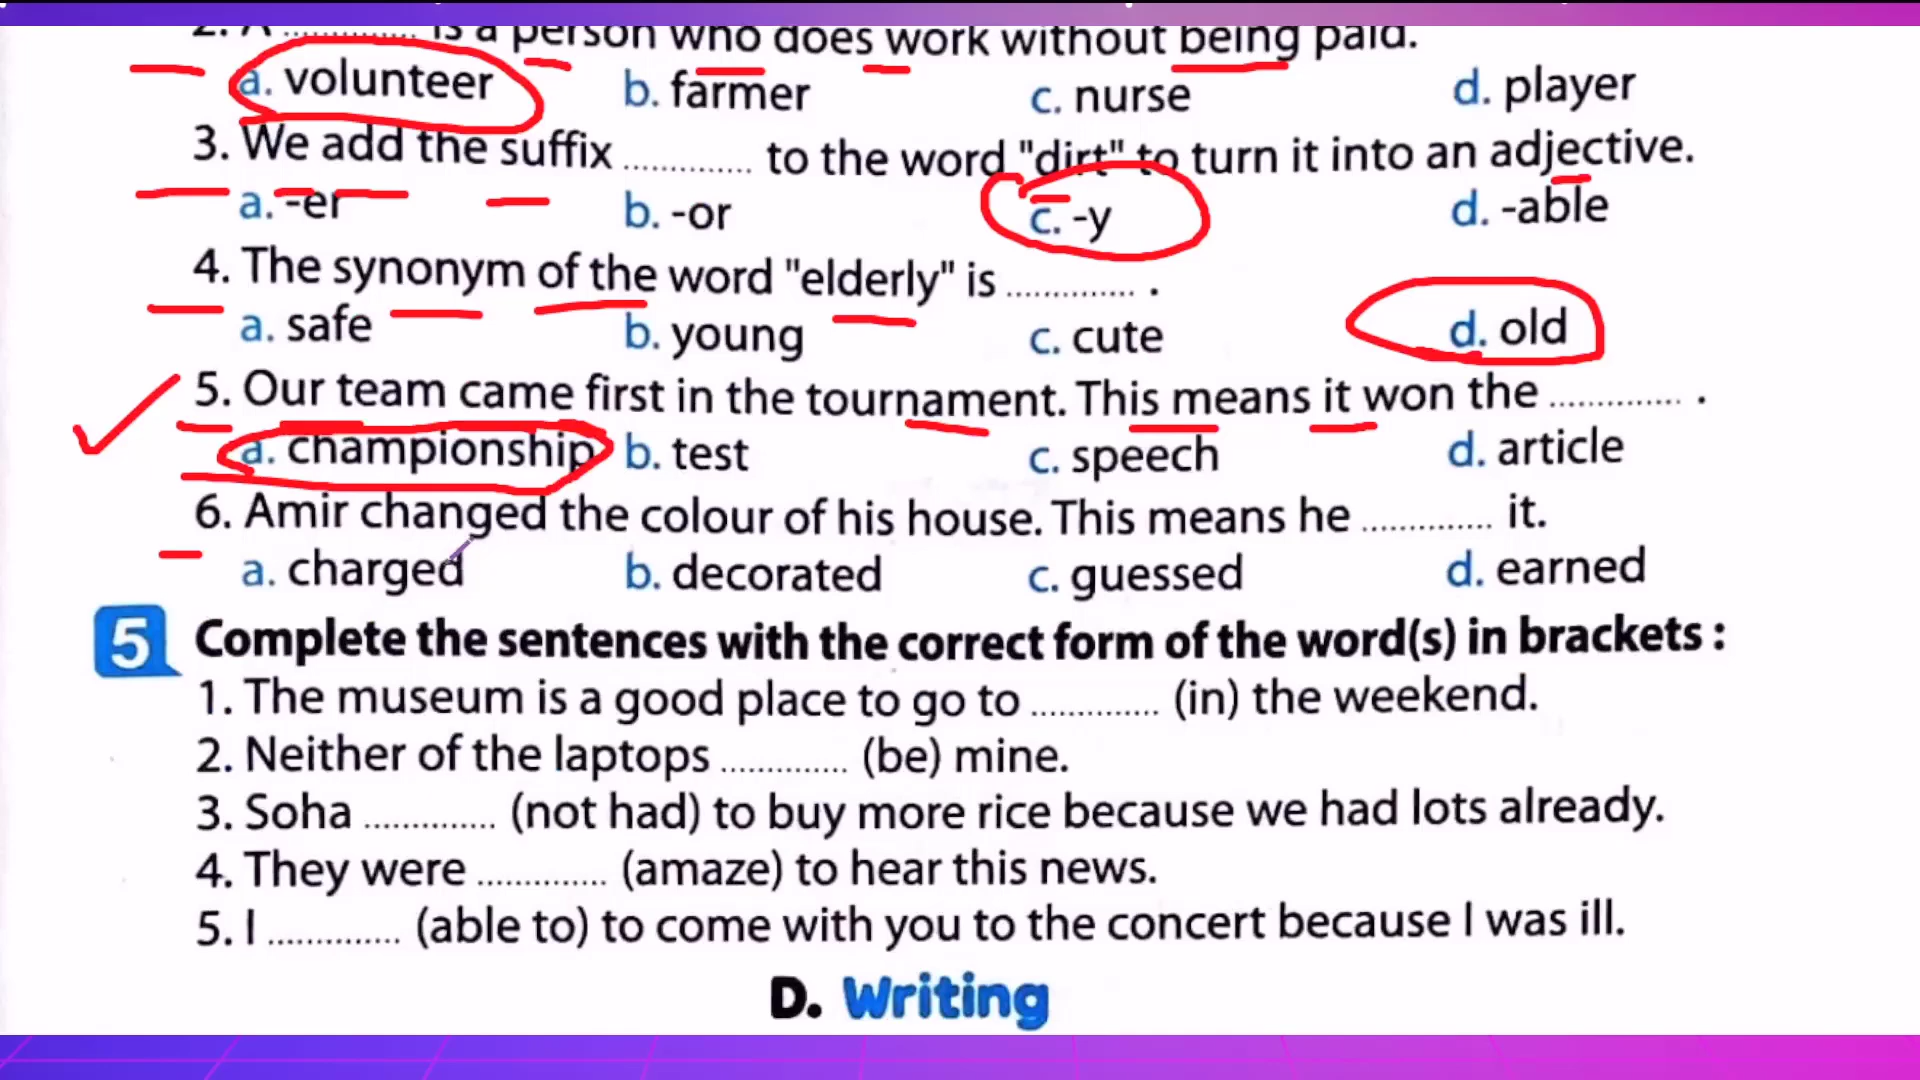 2. A ............. is a person who does work without being paid.
a. volunteer b. farmer c. nurse d. player
3. We add the suffix ............. to the word "dirt" to turn it into an adjective.
a. -er b. -or c. -y d. -able
4. The synonym of the word "elderly" is ............. .
a. safe b. young c. cute d. old
5. Our team came first in the tournament. This means it won the ............. .
a. championship b. test c. speech d. article
6. Amir changed the colour of his house. This means he ............. it.
a. charged b. decorated c. guessed d. earned
5 Complete the sentences with the correct form of the word(s) in brackets :
1. The museum is a good place to go to ............. (in) the weekend.
2. Neither of the laptops ............. (be) mine.
3. Soha ............. (not had) to buy more rice because we had lots already.
4. They were ............. (amaze) to hear this news.
5. I ............. (able to) to come with you to the concert because I was ill.
D. Writing